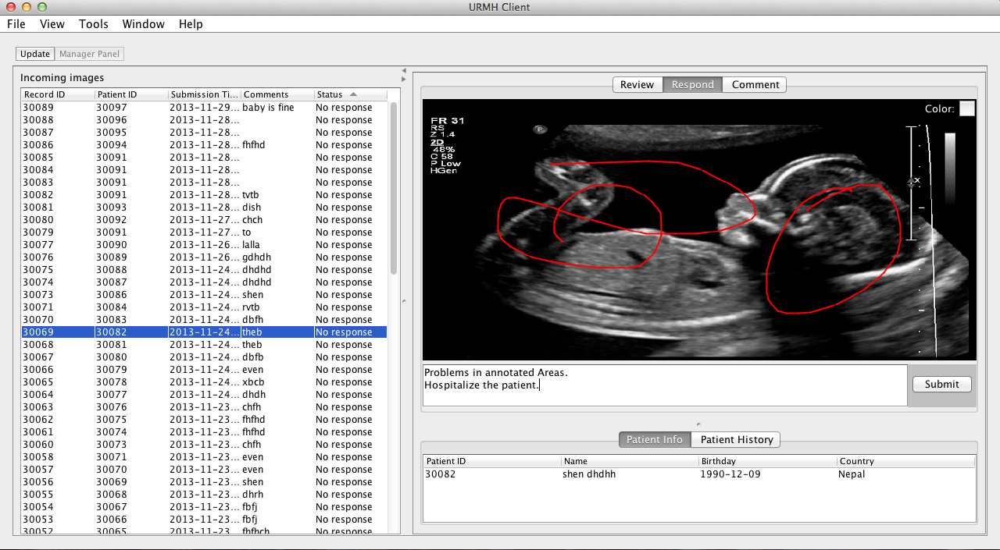 URMH Client
File View Tools Window Help
Update Manager Panel
Incoming images
Record ID Patient ID Submission Ti... Comments Status
30089 30097 2013-11-29... baby is fine No response
30088 30096 2013-11-28... No response
30087 30095 2013-11-28... No response
30086 30094 2013-11-28... fhfhd No response
30085 30091 2013-11-28... No response
30084 30091 2013-11-28... No response
30083 30091 2013-11-28... No response
30082 30091 2013-11-28... tvtb No response
30081 30093 2013-11-28... dish No response
30080 30092 2013-11-27... chch No response
30079 30091 2013-11-27... to No response
30077 30090 2013-11-26... lalla No response
30076 30089 2013-11-26... gdhdh No response
30075 30088 2013-11-24... dhdhd No response
30074 30087 2013-11-24... dhdhd No response
30073 30086 2013-11-24... shen No response
30071 30084 2013-11-24... rvtb No response
30070 30083 2013-11-24... dbfh No response
30069 30082 2013-11-24... theb No response
30068 30081 2013-11-24... theb No response
30067 30080 2013-11-24... dbfb No response
30066 30079 2013-11-24... even No response
30065 30078 2013-11-24... xbcb No response
30064 30077 2013-11-24... dhdh No response
30063 30076 2013-11-23... chfh No response
30062 30075 2013-11-23... fhfhd No response
30061 30074 2013-11-23... fhfhd No response
30060 30073 2013-11-23... chfh No response
30058 30071 2013-11-23... even No response
30057 30070 2013-11-23... even No response
30056 30069 2013-11-23... shen No response
30055 30068 2013-11-23... dhrh No response
30054 30067 2013-11-23... fbfj No response
30053 30066 2013-11-23... fbfj No response
30052 30065 2013-11-23... fhfhch No response
Review Respond Comment
Color:
FR 31
RS
Z 1.4
2D
48%
C 58
P Low
HGen
P
x
Problems in annotated Areas.
Hospitalize the patient.
Submit
Patient Info Patient History
Patient ID Name Birthday Country
30082 shen dhdhh 1990-12-09 Nepal